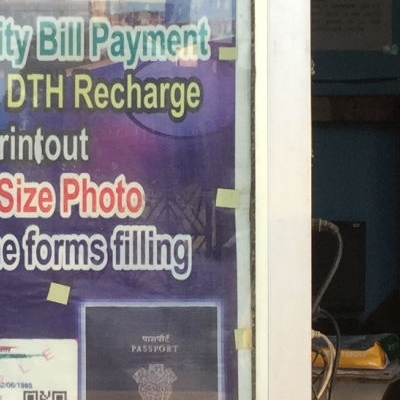 ity Bill Payment
DTH Recharge
rintout
Size Photo
e forms filling
पासपोर्ट
PASSPORT